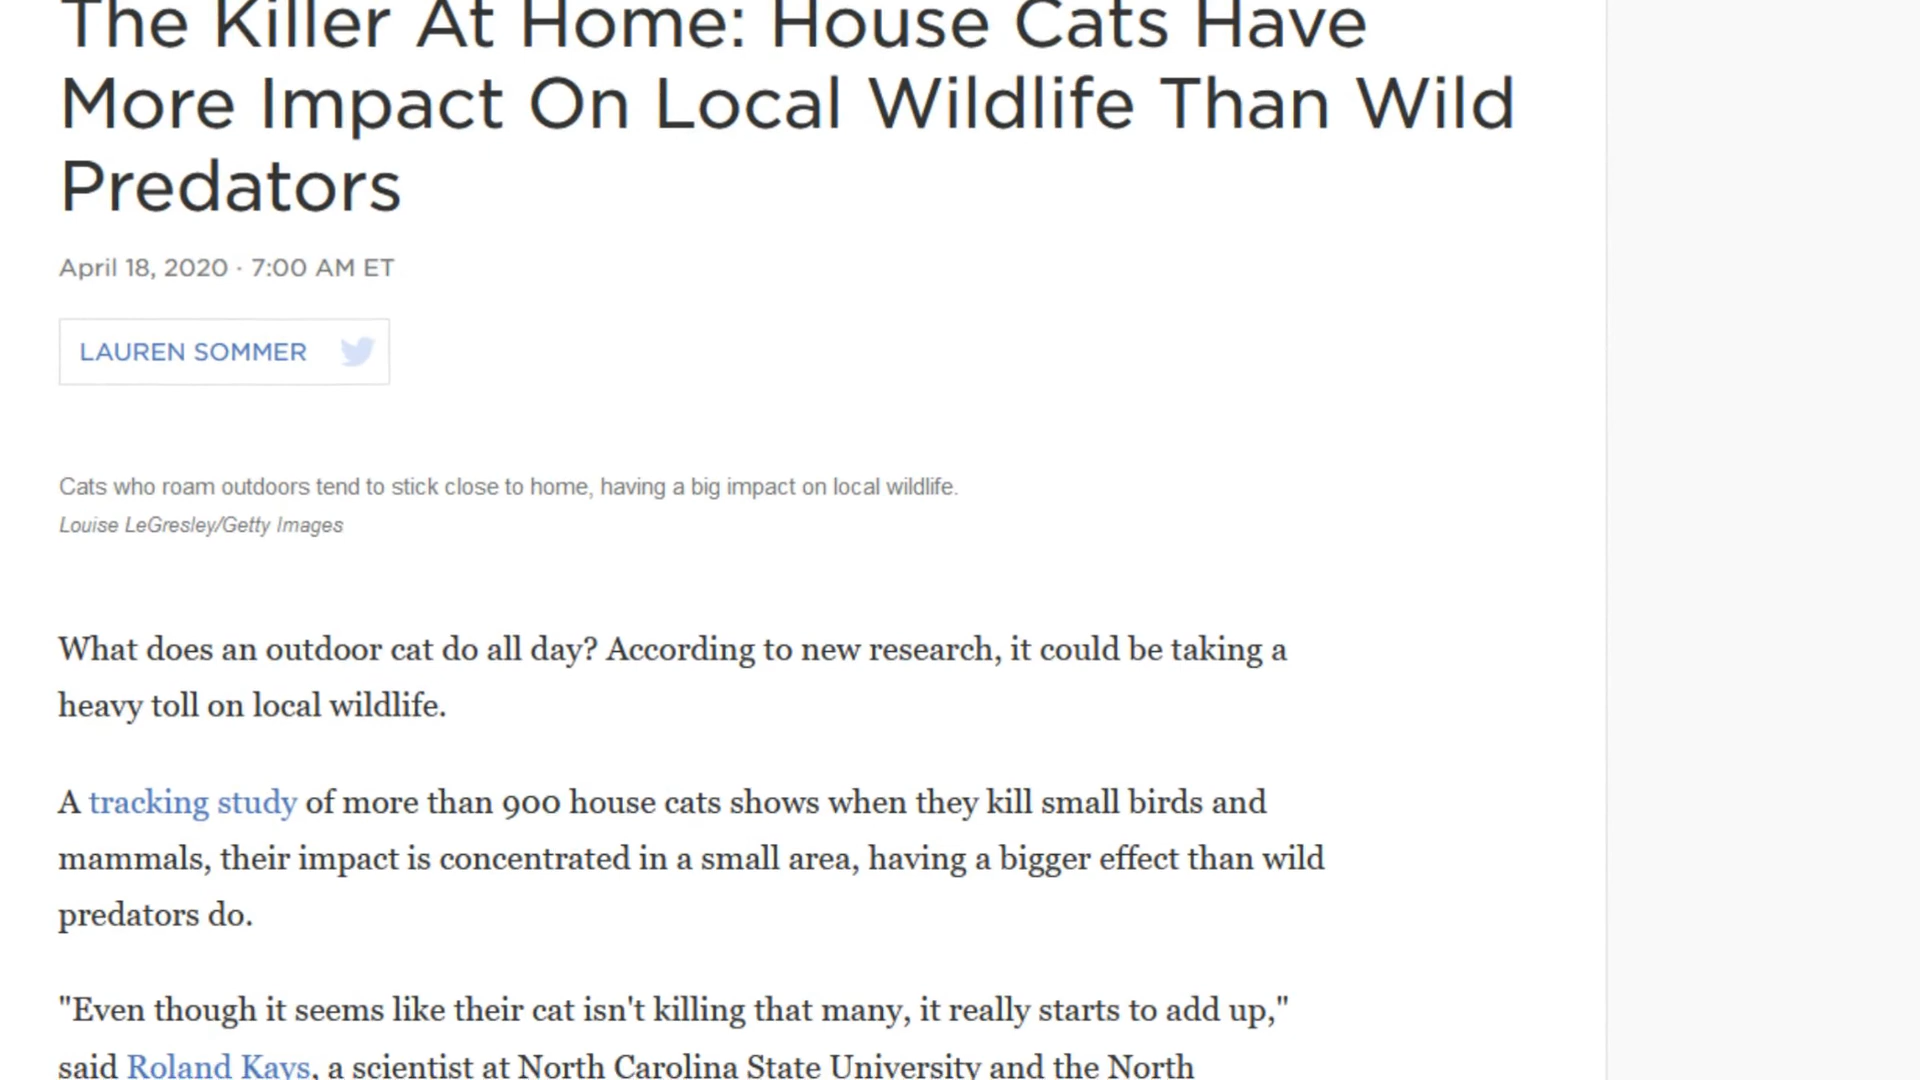 The Killer At Home: House Cats Have
More Impact On Local Wildlife Than Wild
Predators
April 18, 2020 · 7:00 AM ET
LAUREN SOMMER
Cats who roam outdoors tend to stick close to home, having a big impact on local wildlife.
Louise LeGresley/Getty Images
What does an outdoor cat do all day? According to new research, it could be taking a
heavy toll on local wildlife.
A tracking study of more than 900 house cats shows when they kill small birds and
mammals, their impact is concentrated in a small area, having a bigger effect than wild
predators do.
"Even though it seems like their cat isn't killing that many, it really starts to add up,"
said Roland Kays, a scientist at North Carolina State University and the North